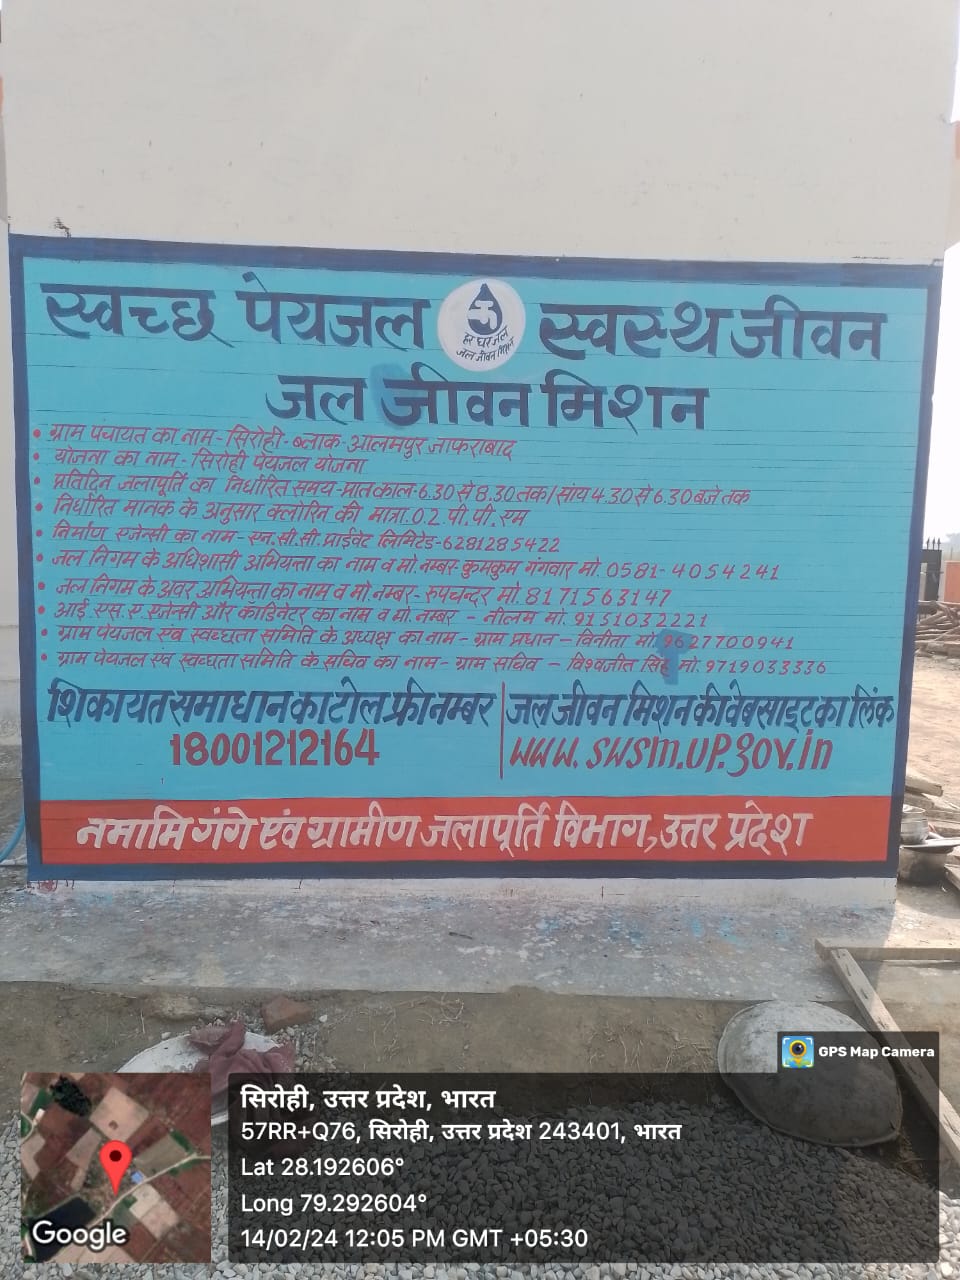 स्वच्छ पेयजल स्वस्थ जीवन
हर घर जल
जल जीवन मिशन
जल जीवन मिशन
• ग्राम पंचायत का नाम - सिरोही - ब्लाक - आलमपुर जाफराबाद
• योजना का नाम - सिरोही पेयजल योजना
• प्रतिदिन जलापूर्ति का निर्धारित समय - प्रातकाल - 6.30 से 8.30 तक / सांय 4.30 से 6.30 बजे तक
• निर्धारित मानक के अनुसार क्लोरिन की मात्रा. 0.2 पी. पी. एम
• निर्माण एजेन्सी का नाम - एन. सी. सी. प्राईवेट लिमिटेड - 6281285422
• जल निगम के अधिशासी अभियन्ता का नाम व मो. नम्बर कुमकुम गंगवार मो. 0581-4054241
• जल निगम के अवर अभियन्ता का नाम व मो. नम्बर - रुपचन्द्र मो. 8171563147
• आई. एस. ए. एजेन्सी और कार्डिनेटर का नाम व मो. नम्बर - नीलम मो. 9151032221
• ग्राम पेयजल एंव स्वच्छता समिति के अध्यक्ष का नाम - ग्राम प्रधान - विनीता मो. 9627700941
• ग्राम पेयजल एंव स्वच्छता समिति के सचिव का नाम - ग्राम सचिव - विश्वजीत सिंह मो. 9719033336
शिकायत समाधान का टोल फ्री नम्बर
18001212164
जल जीवन मिशन की वेबसाइट का लिंक
www.swsm.up.gov.in
नमामि गंगे एंव ग्रामीण जलापूर्ति विभाग, उत्तर प्रदेश
GPS Map Camera
सिरोही, उत्तर प्रदेश, भारत
57RR+Q76, सिरोही, उत्तर प्रदेश 243401, भारत
Lat 28.192606°
Long 79.292604°
14/02/24 12:05 PM GMT +05:30
Google